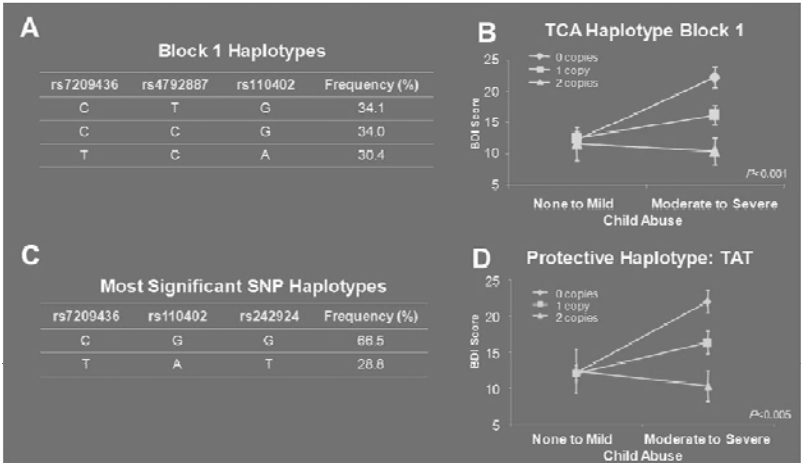 A
Block 1 Haplotypes
rs7209436 rs4792887 rs110402 Frequency (%)
C T G 34.1
C C G 34.0
T C A 30.4
B
TCA Haplotype Block 1
0 copies
1 copy
2 copies
BDI Score
25
20
15
10
5
P<0.001
None to Mild Moderate to Severe
Child Abuse
C
Most Significant SNP Haplotypes
rs7209436 rs110402 rs242924 Frequency (%)
C G G 66.5
T A T 28.8
D
Protective Haplotype: TAT
0 copies
1 copy
2 copies
BDI Score
25
20
15
10
5
P<0.005
None to Mild Moderate to Severe
Child Abuse